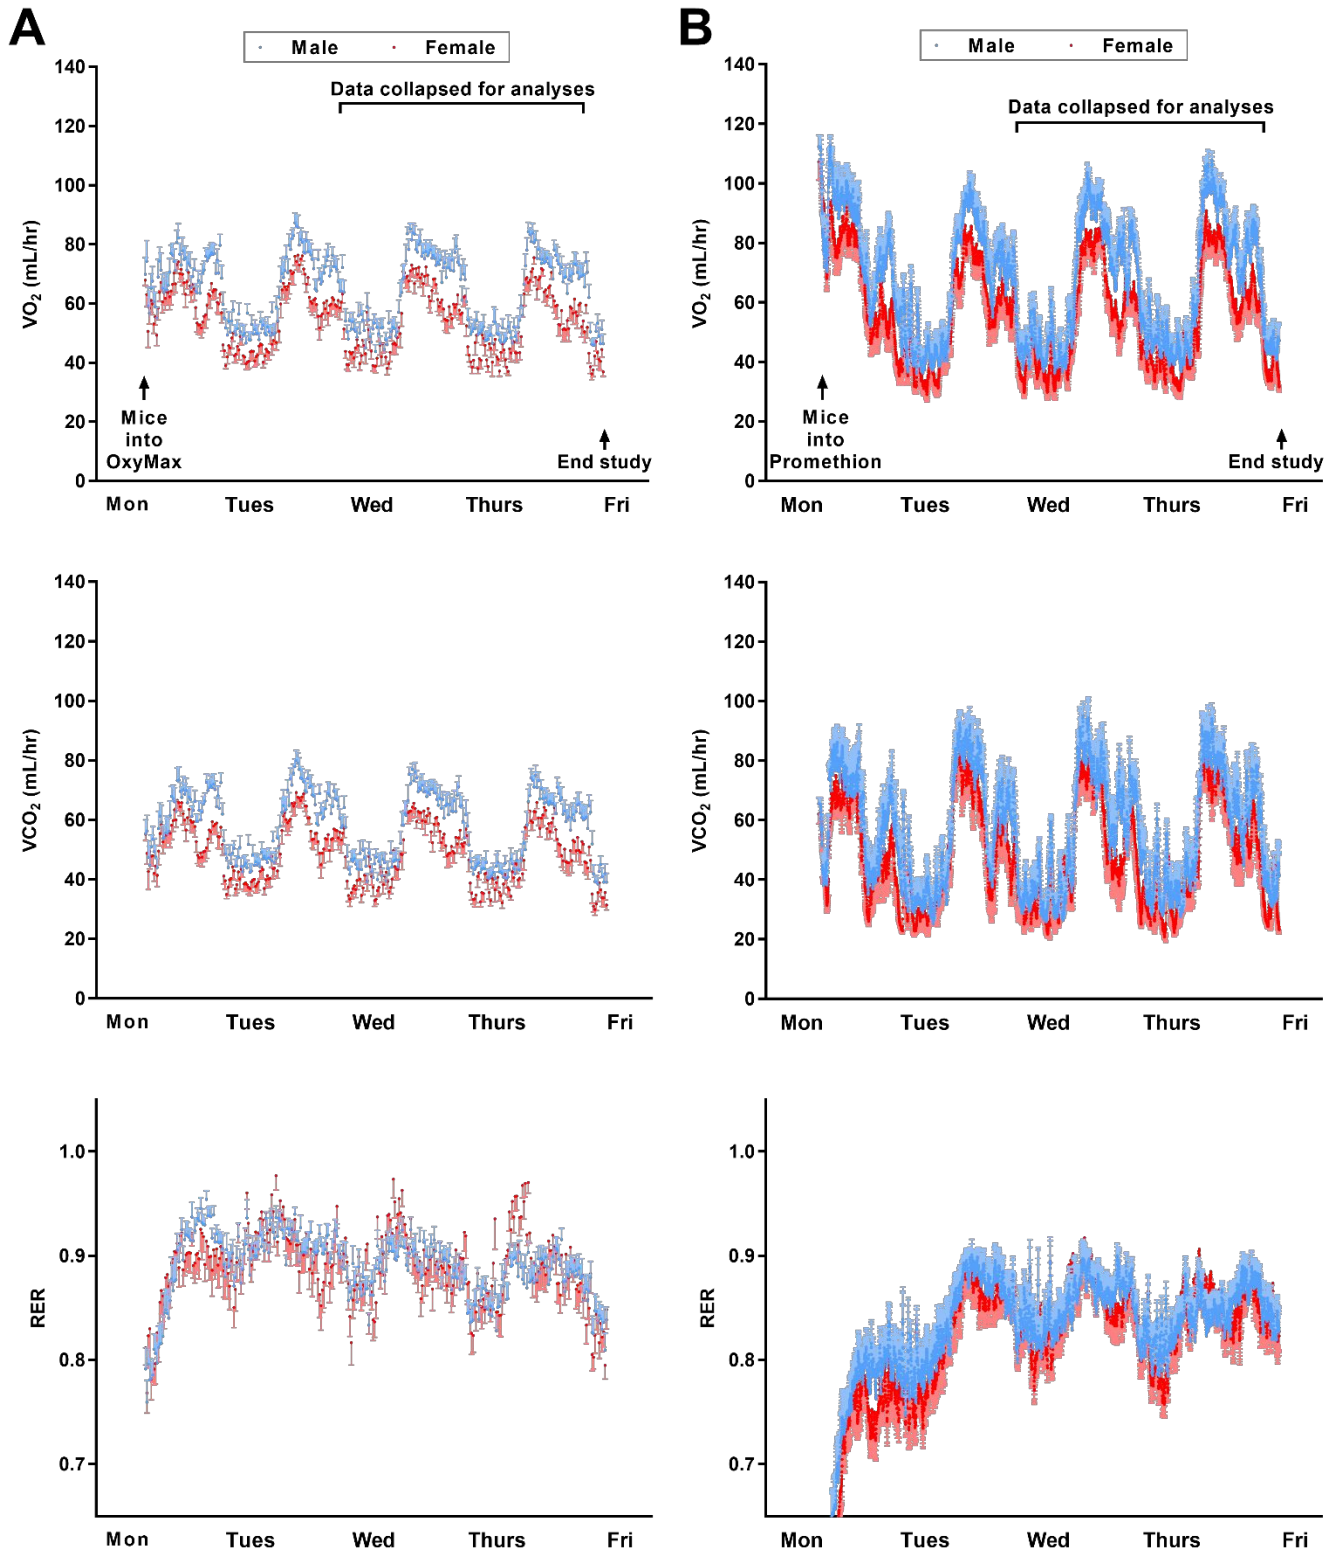 A
Male Female
Data collapsed for analyses
140
120
100
80
60
40
20
0
VO2 (mL/hr)
Mice
into
OxyMax
End study
Mon Tues Wed Thurs Fri
B
Male Female
Data collapsed for analyses
140
120
100
80
60
40
20
0
VO2 (mL/hr)
Mice
into
Promethion
End study
Mon Tues Wed Thurs Fri
140
120
100
80
60
40
20
0
VCO2 (mL/hr)
Mon Tues Wed Thurs Fri
140
120
100
80
60
40
20
0
VCO2 (mL/hr)
Mon Tues Wed Thurs Fri
1.0
0.9
0.8
0.7
RER
Mon Tues Wed Thurs Fri
1.0
0.9
0.8
0.7
RER
Mon Tues Wed Thurs Fri